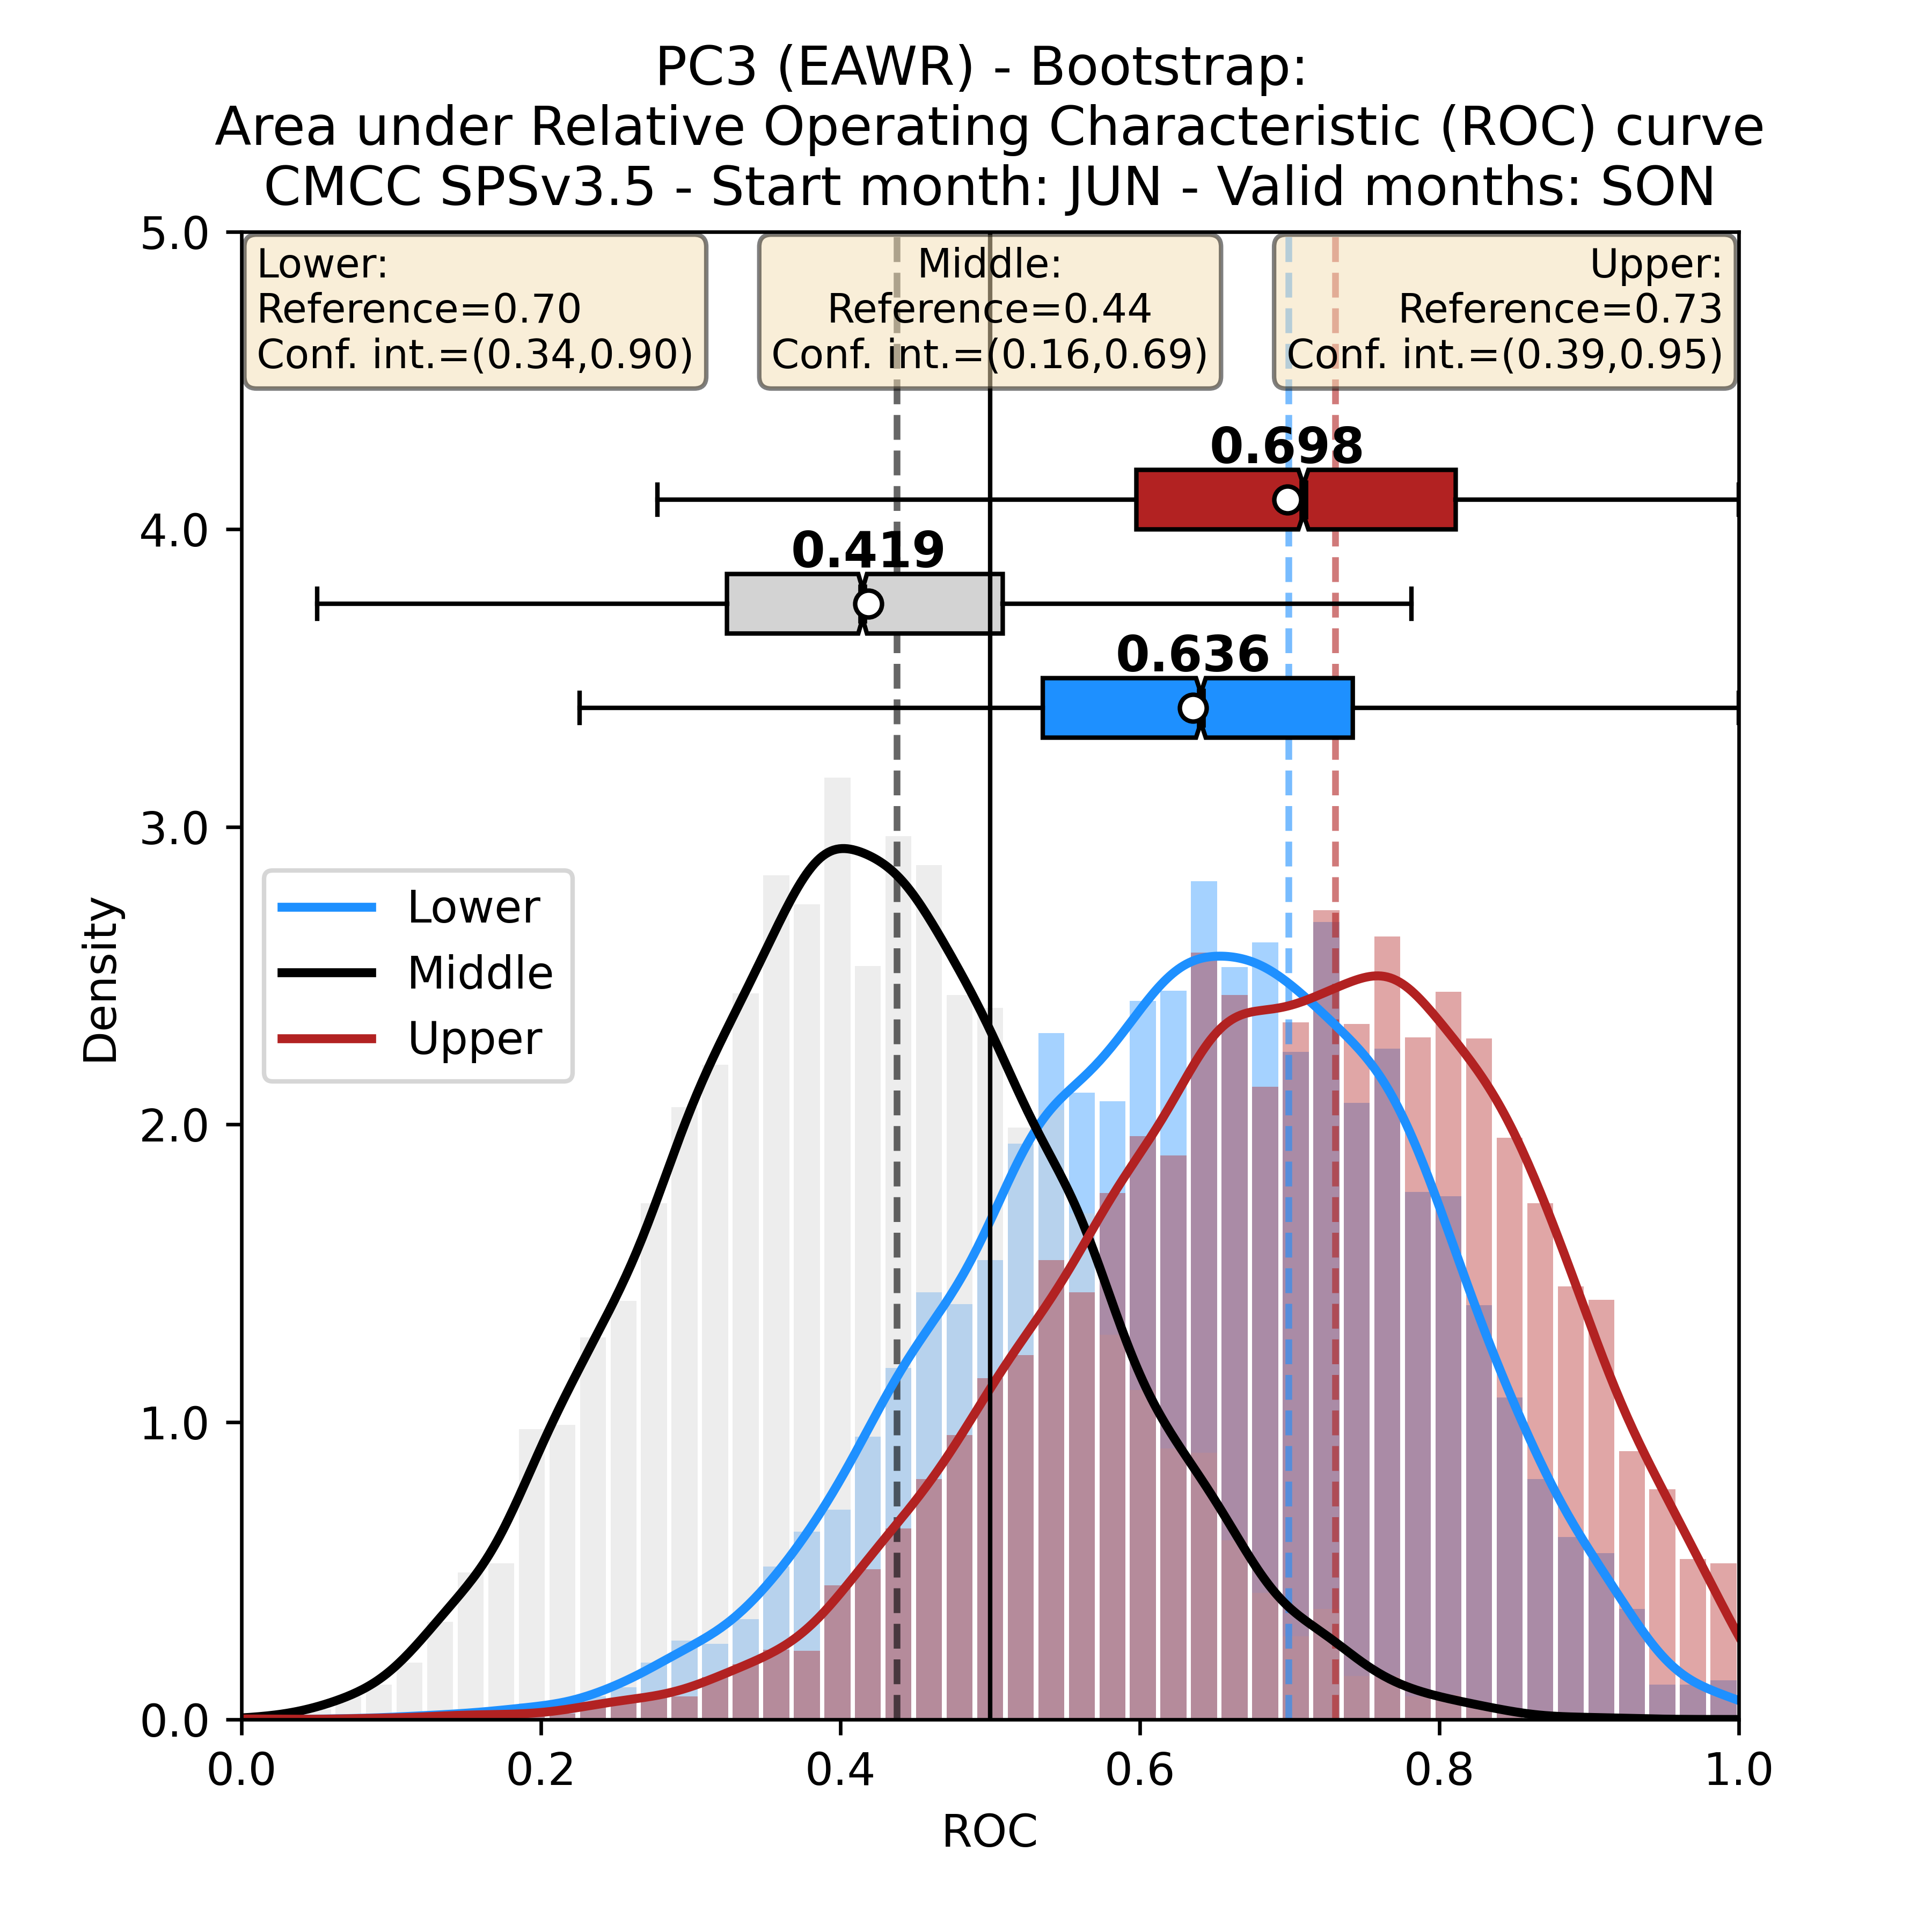 PC3 (EAWR) - Bootstrap:
Area under Relative Operating Characteristic (ROC) curve
CMCC SPSv3.5 - Start month: JUN - Valid months: SON
Lower:
Reference=0.70
Conf. int.=(0.34,0.90)
Middle:
Reference=0.44
Conf. int.=(0.16,0.69)
Upper:
Reference=0.73
Conf. int.=(0.39,0.95)
0.698
0.419
0.636
5.0
4.0
3.0
2.0
1.0
0.0
Density
Lower
Middle
Upper
0.0
0.2
0.4
0.6
0.8
1.0
ROC